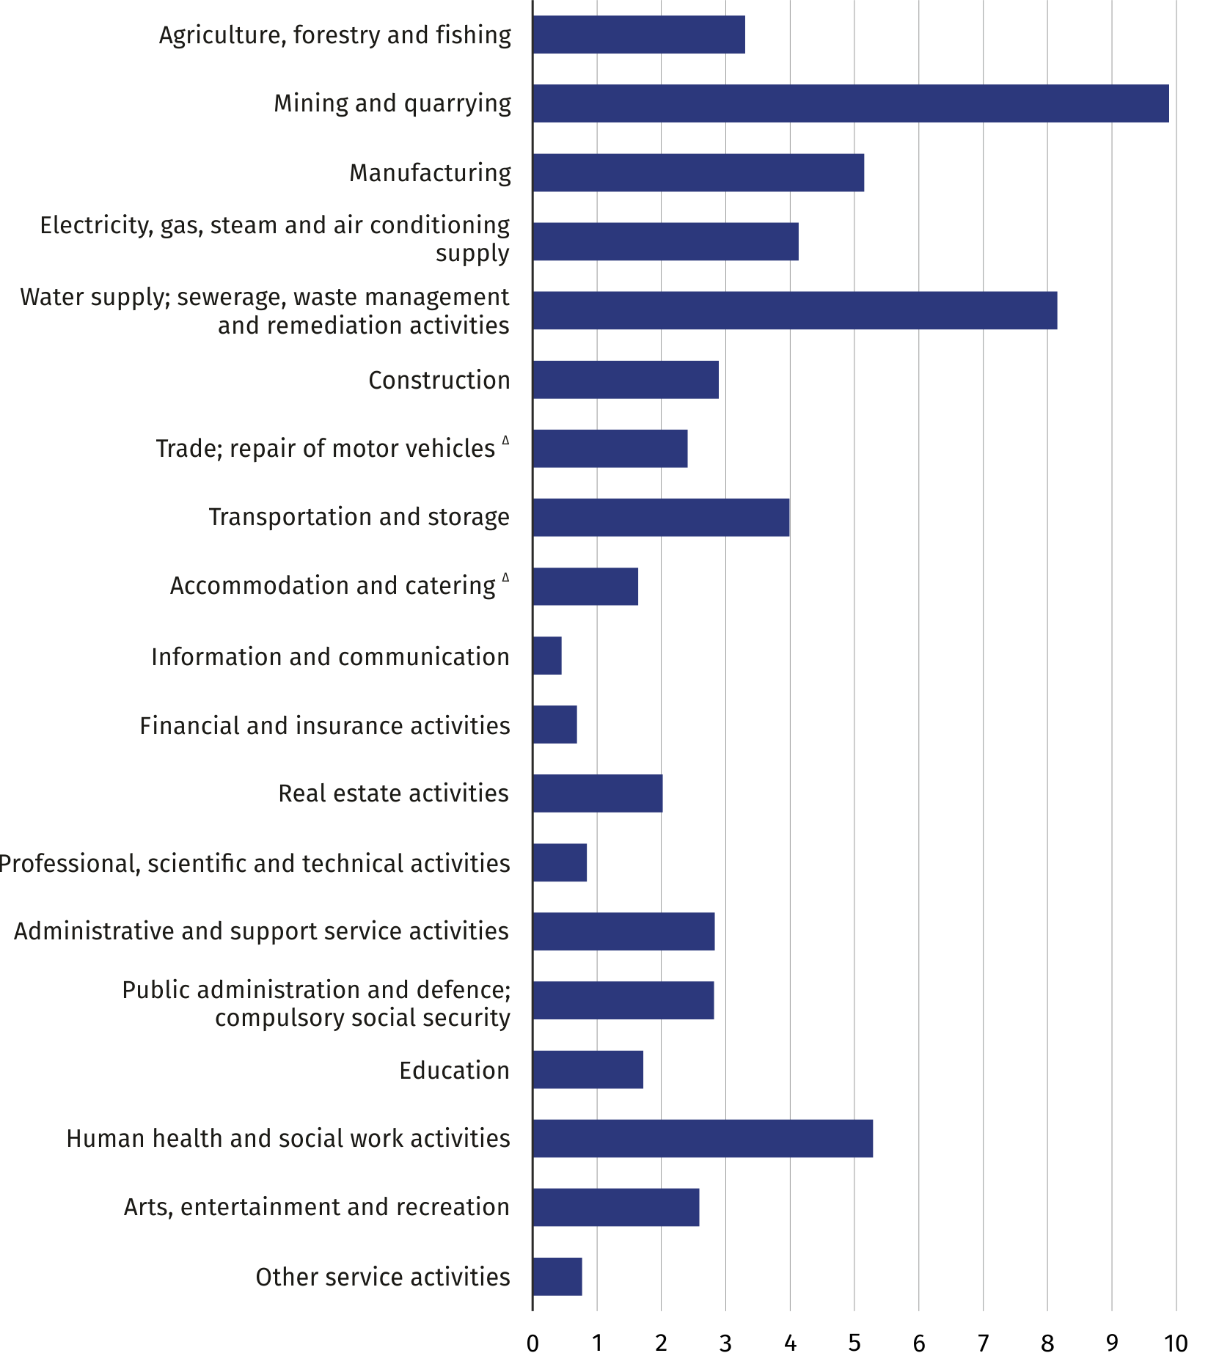 Agriculture, forestry and fishing
Mining and quarrying
Manufacturing
Electricity, gas, steam and air conditioning
supply
Water supply; sewerage, waste management
and remediation activities
Construction
Trade; repair of motor vehicles Δ
Transportation and storage
Accommodation and catering Δ
Information and communication
Financial and insurance activities
Real estate activities
Professional, scientific and technical activities
Administrative and support service activities
Public administration and defence;
compulsory social security
Education
Human health and social work activities
Arts, entertainment and recreation
Other service activities
0 1 2 3 4 5 6 7 8 9 10